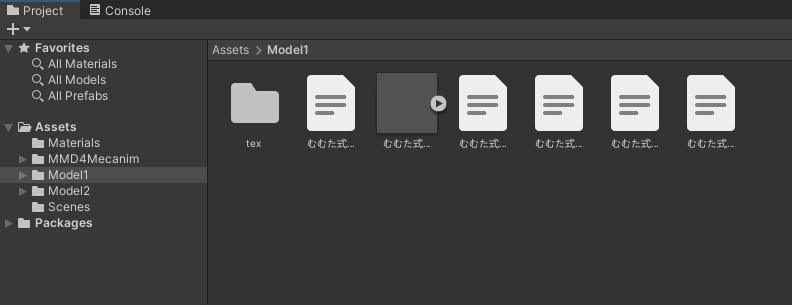 Project
Console
Favorites
All Materials
All Models
All Prefabs
Assets
Materials
MMD4Mecanim
Model1
Model2
Scenes
Packages
Assets > Model1
tex
むむた式...
むむた式...
むむた式...
むむた式...
むむた式...
むむた式...